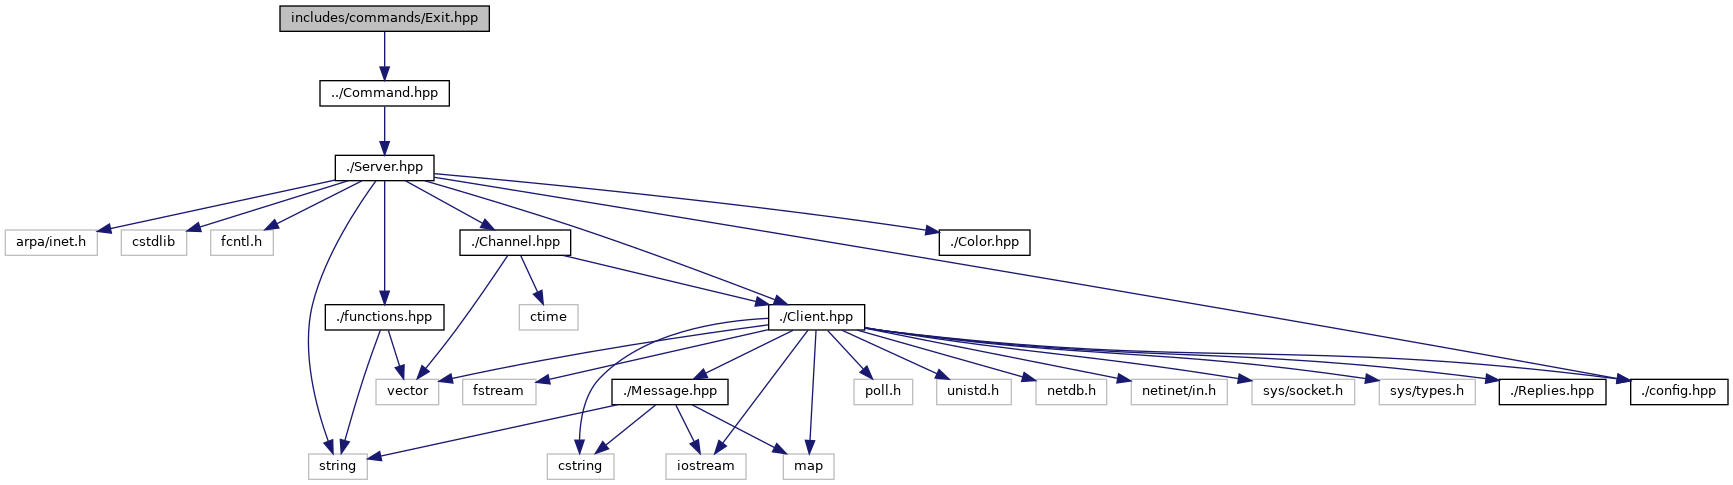 includes/commands/Exit.hpp
../Command.hpp
./Server.hpp
arpa/inet.h
cstdlib
fcntl.h
./Channel.hpp
./Color.hpp
./functions.hpp
ctime
./Client.hpp
vector
fstream
./Message.hpp
poll.h
unistd.h
netdb.h
netinet/in.h
sys/socket.h
sys/types.h
./Replies.hpp
./config.hpp
string
cstring
iostream
map